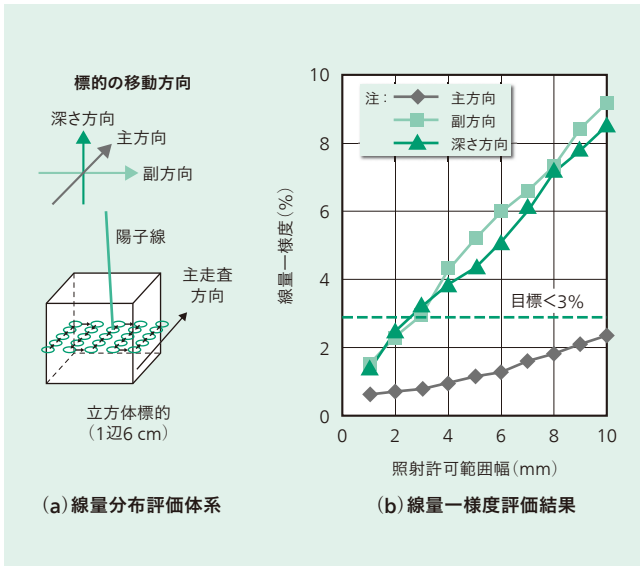 標的の移動方向
深さ方向
主方向
副方向
陽子線
主走査
方向
立方体標的
（1辺6 cm）
(a)線量分布評価体系
10
8
6
4
2
0
線量一様度（%）
注：
主方向
副方向
深さ方向
目標<3%
0
2
4
6
8
10
照射許可範囲幅（mm）
(b)線量一様度評価結果